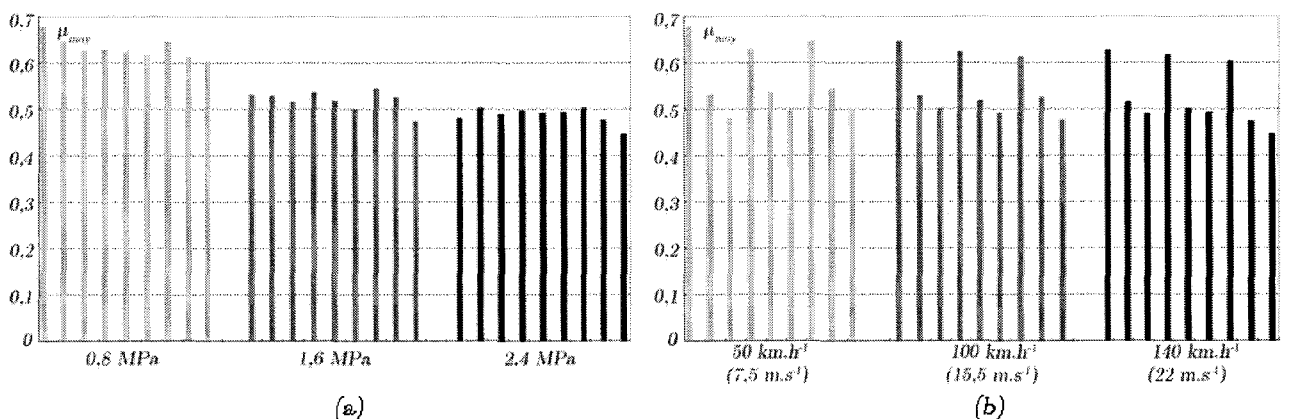 0,7
μmoy
0,6
0,5
0,4
0,3
0,2
0,1
0
0.8 MPa 1,6 MPa 2.4 MPa
(a)
0,7
μmoy
0,6
0,5
0,4
0,3
0,2
0,1
0
50 km.h⁻¹ 100 km.h⁻¹ 140 km.h⁻¹
(7,5 m.s⁻¹) (15,5 m.s⁻¹) (22 m.s⁻¹)
(b)